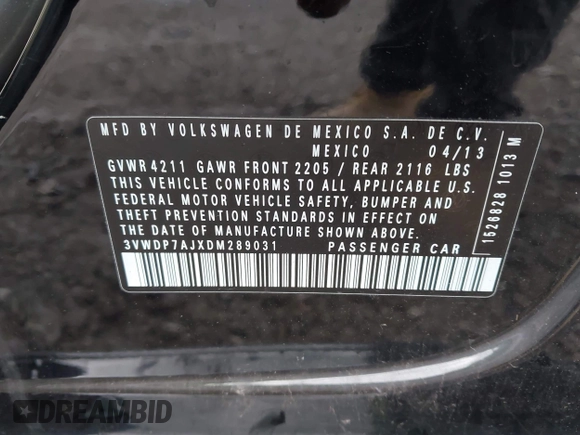 MFD BY VOLKSWAGEN DE MEXICO S.A. DE C.V.
MEXICO 04/13
GVWR 4211 GAWR FRONT 2205 / REAR 2116 LBS
THIS VEHICLE CONFORMS TO ALL APPLICABLE U.S.
FEDERAL MOTOR VEHICLE SAFETY, BUMPER, AND
THEFT PREVENTION STANDARDS IN EFFECT ON THE
DATE OF MANUFACTURE SHOWN ABOVE.
3VWDP7AJXDM289031 PASSENGER CAR
1526828 1013 M
DREAMBID